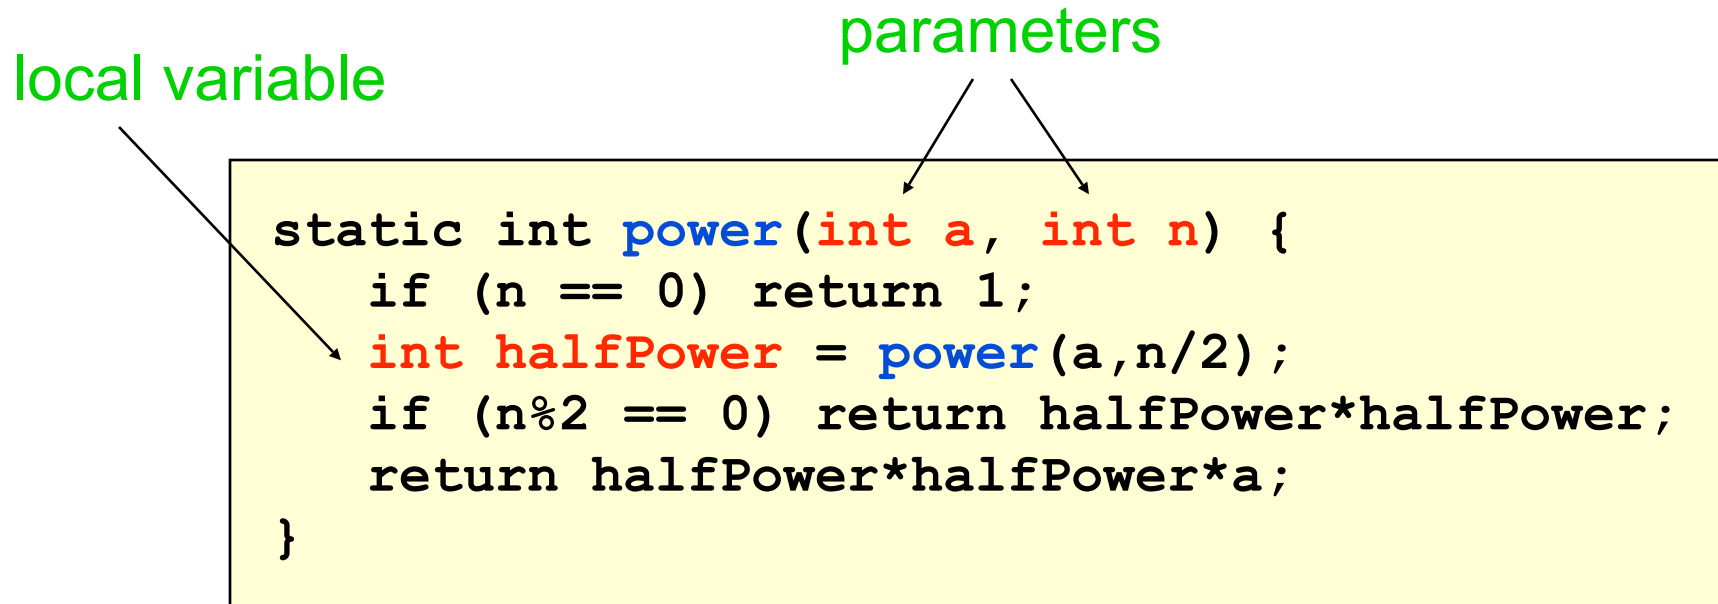 parameters
local variable
static int power(int a, int n) {
   if (n == 0) return 1;
   int halfPower = power(a,n/2);
   if (n%2 == 0) return halfPower*halfPower;
   return halfPower*halfPower*a;
}